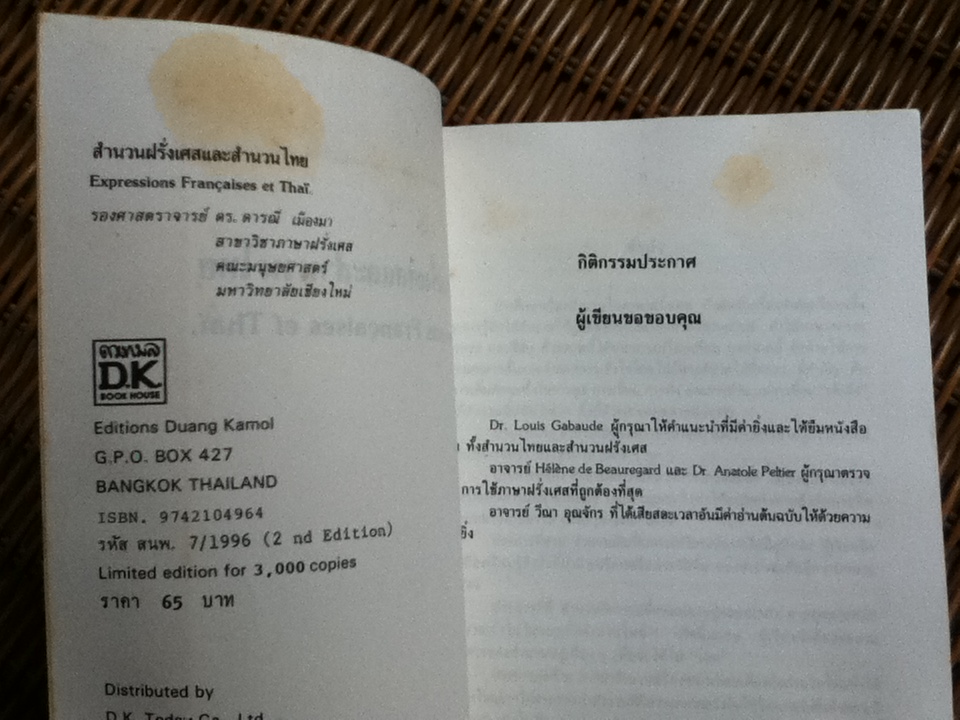 สำนวนฝรั่งเศสและสำนวนไทย
Expressions Françaises et Thaï.
รองศาสตราจารย์ ดร. ดารณี เมืองมา
สาขาวิชาภาษาฝรั่งเศส
คณะมนุษยศาสตร์
มหาวิทยาลัยเชียงใหม่
ดวงกมล
D.K.
BOOK HOUSE
Editions Duang Kamol
G.P.O. BOX 427
BANGKOK THAILAND
ISBN. 9742104964
รหัส สนพ. 7/1996 (2 nd Edition)
Limited edition for 3,000 copies
ราคา 65 บาท
Distributed by
D.K. Today Co., Ltd.
กิติกรรมประกาศ
ผู้เขียนขอขอบคุณ
Dr. Louis Gabaude ผู้กรุณาให้คำแนะนำที่มีค่ายิ่งและให้ยืมหนังสือ
ทั้งสำนวนไทยและสำนวนฝรั่งเศส
อาจารย์ Hélène de Beauregard และ Dr. Anatole Peltier ผู้กรุณาตรวจ
การใช้ภาษาฝรั่งเศสที่ถูกต้องที่สุด
อาจารย์ วีณา อุณจักร ที่ได้เสียสละเวลาอันมีค่าอ่านต้นฉบับให้ด้วยความ
ยิ่ง